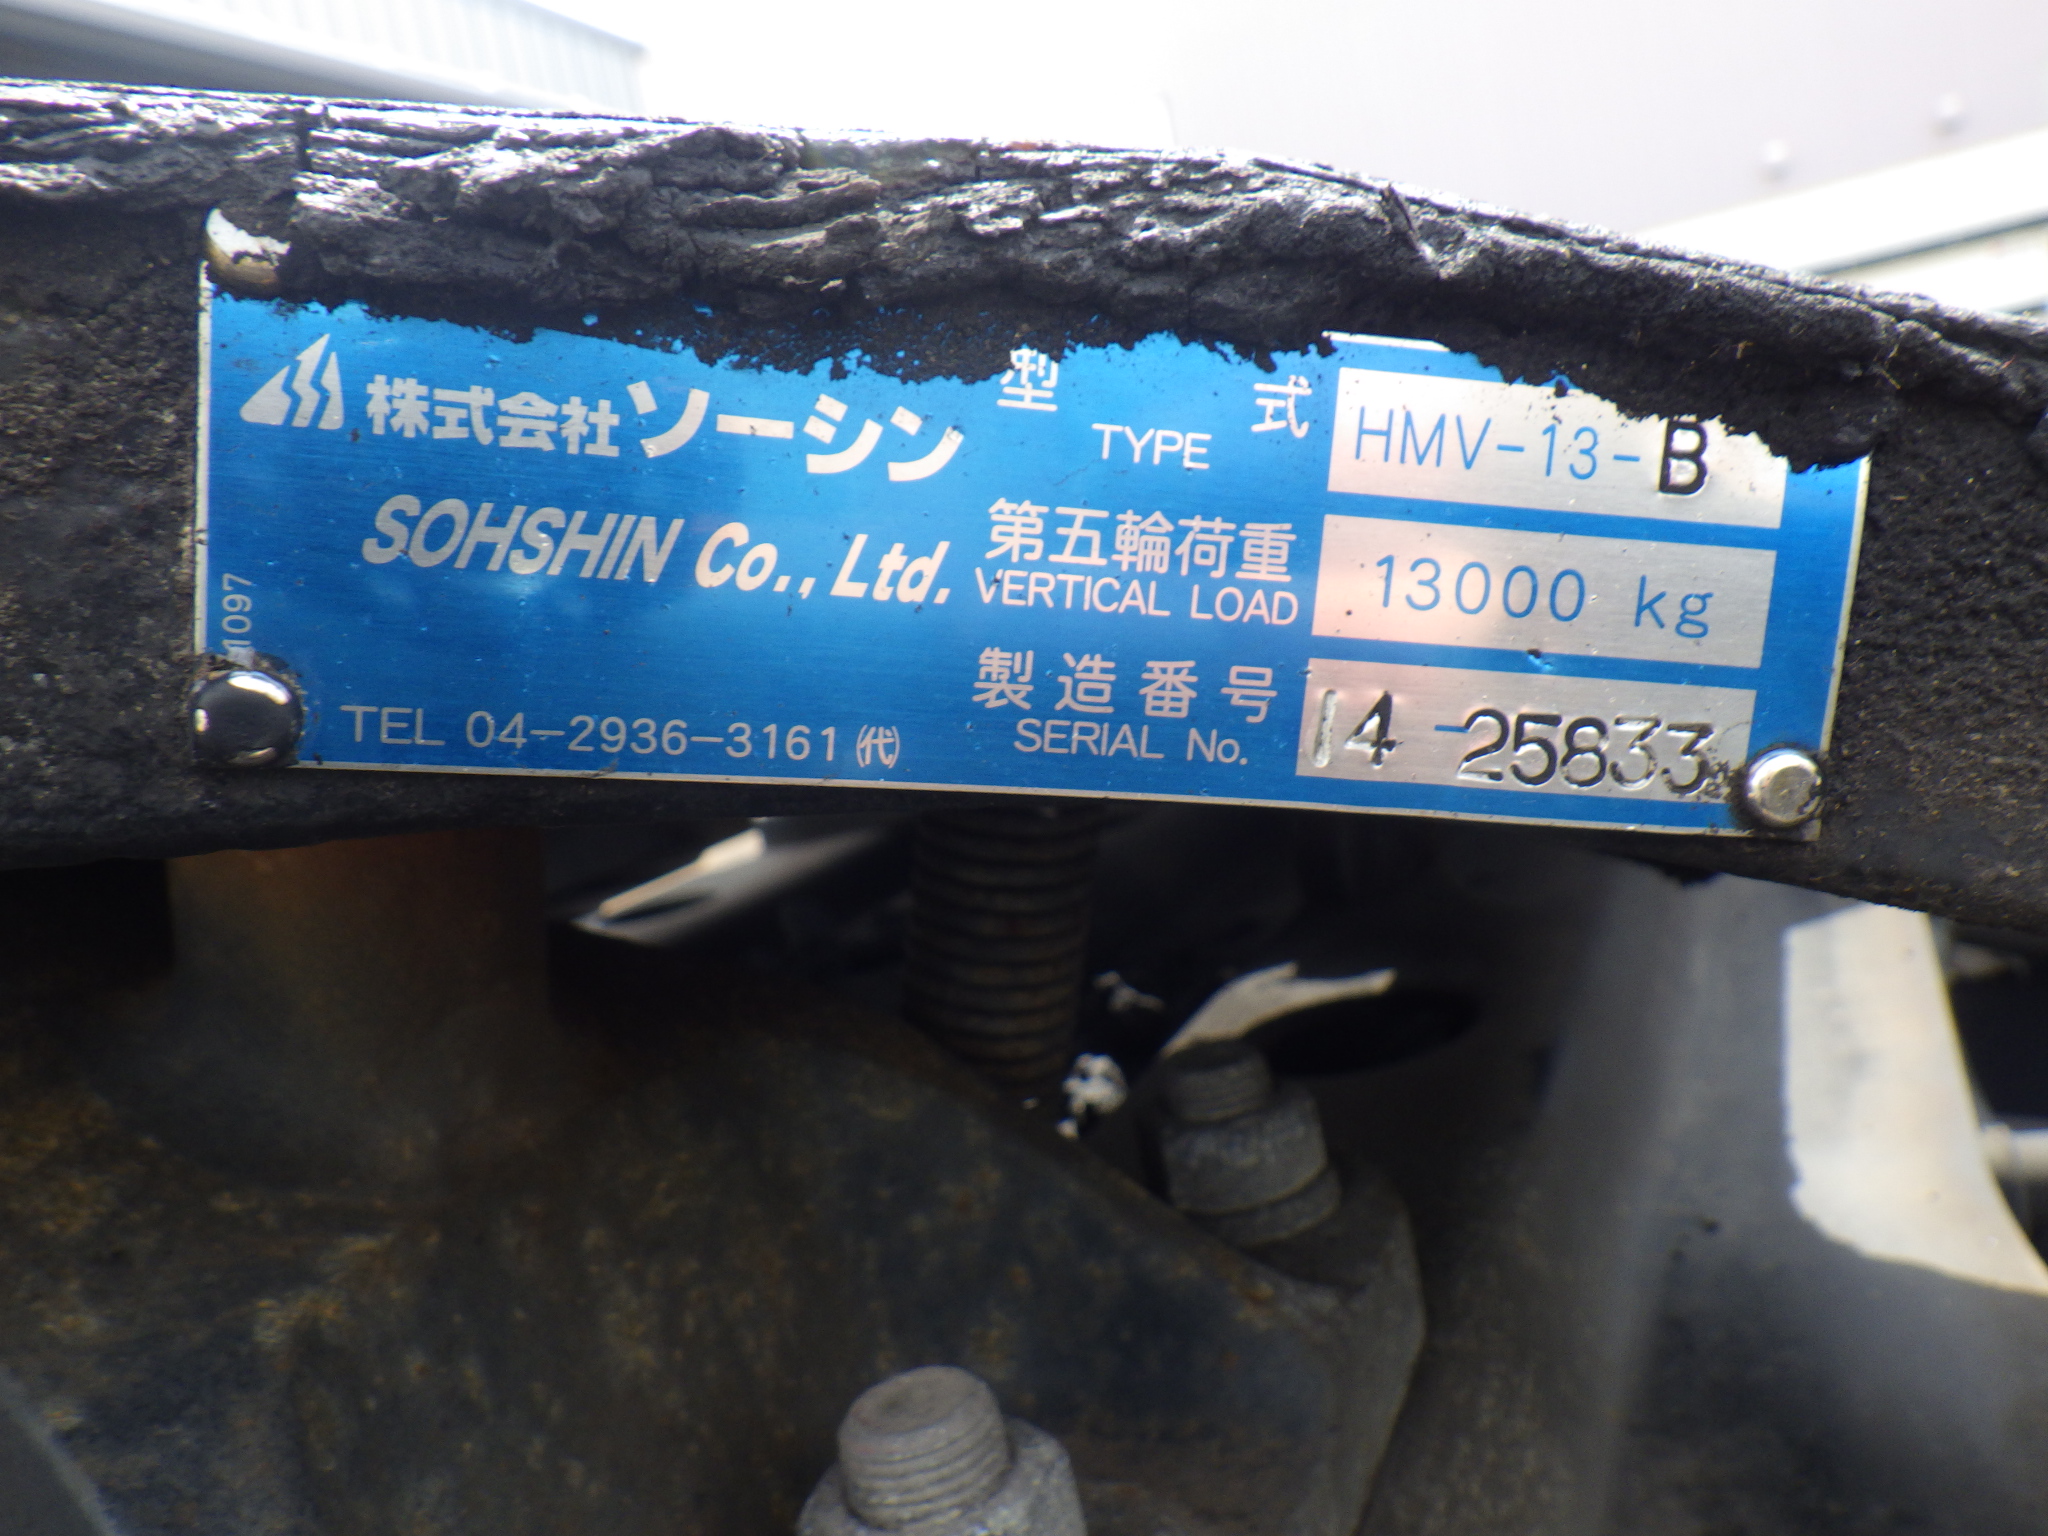 株式会社ソーシン
SOHSHIN Co., Ltd.
TEL 04-2936-3161 (代)
型式
TYPE
HMV-13-B
第五輪荷重
VERTICAL LOAD
13000 kg
製造番号
SERIAL No.
14-25833